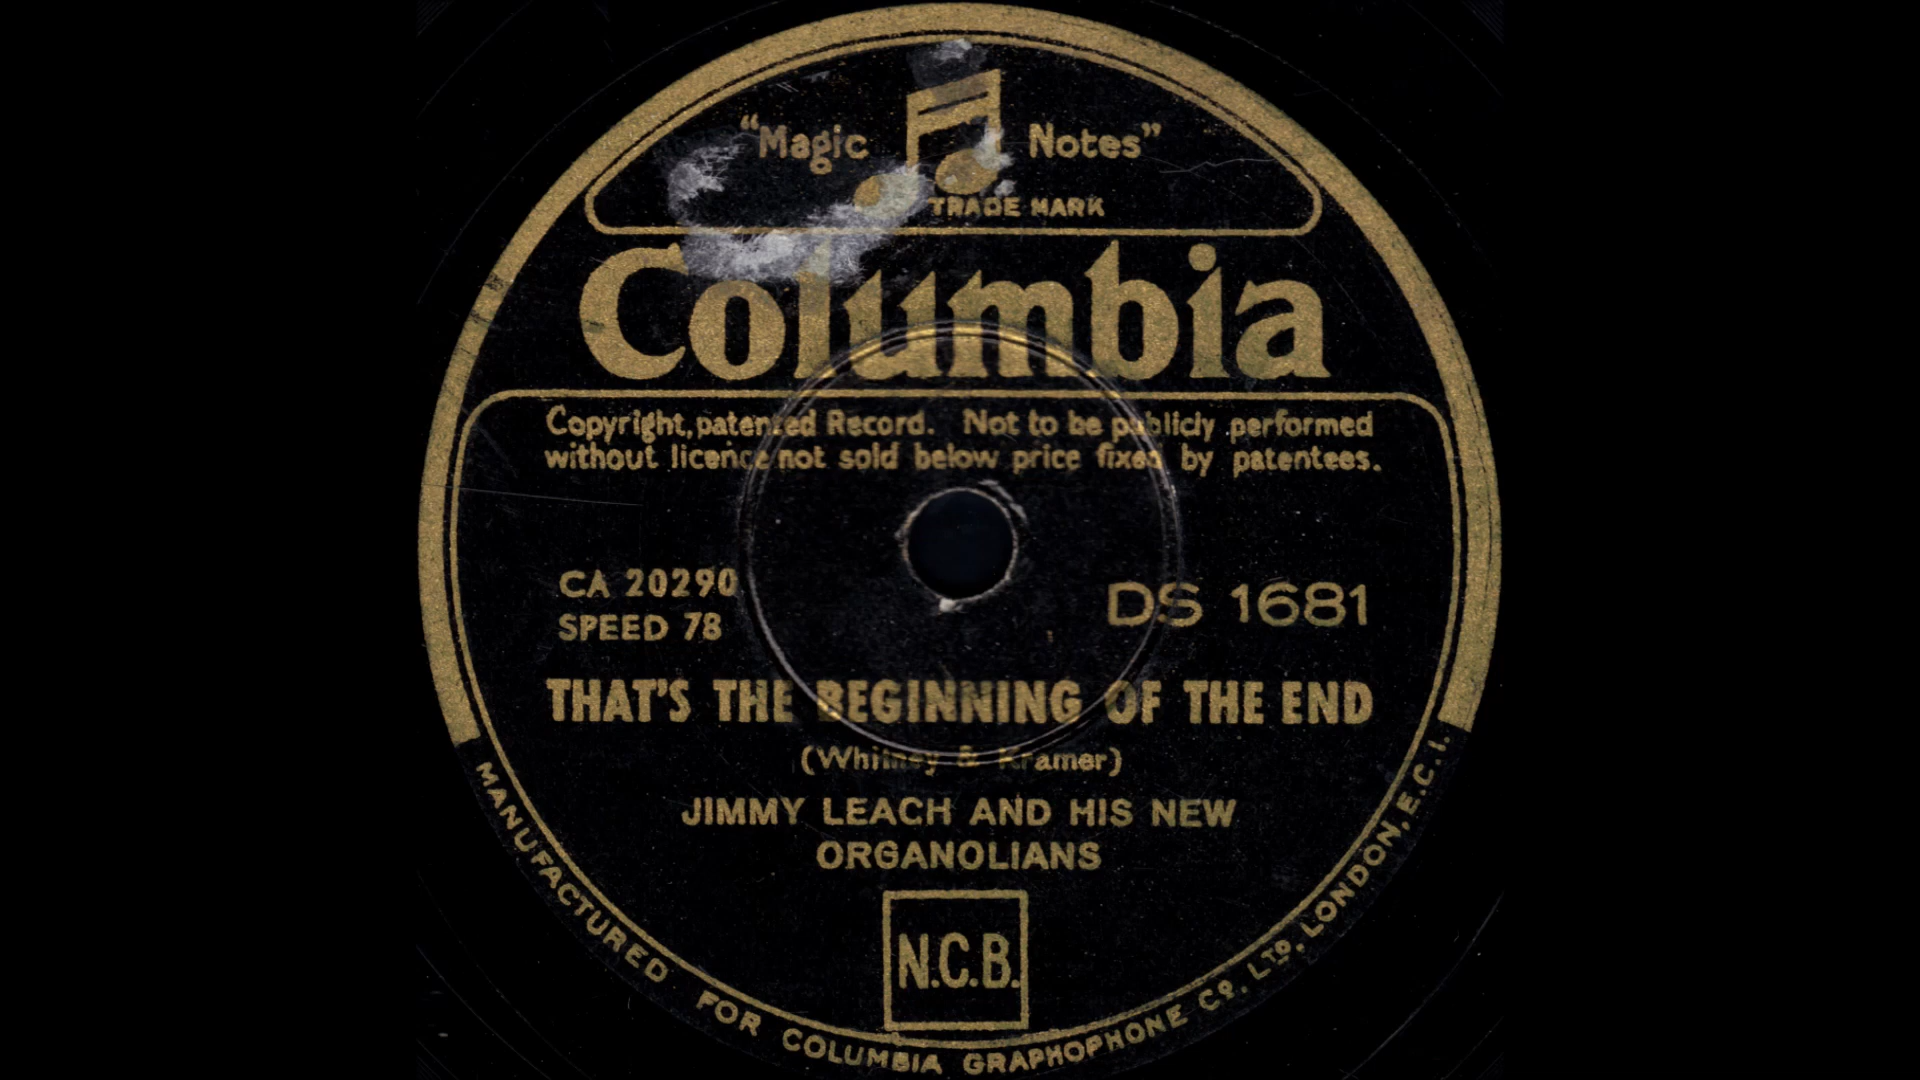 "Magic Notes"
TRADE MARK
Columbia
Copyright, patented Record. Not to be publicly performed
without licence not sold below price fixed by patentees.
CA 20290
SPEED 78
DS 1681
THAT'S THE BEGINNING OF THE END
(Whitney & Kramer)
JIMMY LEACH AND HIS NEW
ORGANOLIANS
N.C.B.
MANUFACTURED FOR COLUMBIA GRAPHOPHONE CO. LTD. LONDON, E.C.1.